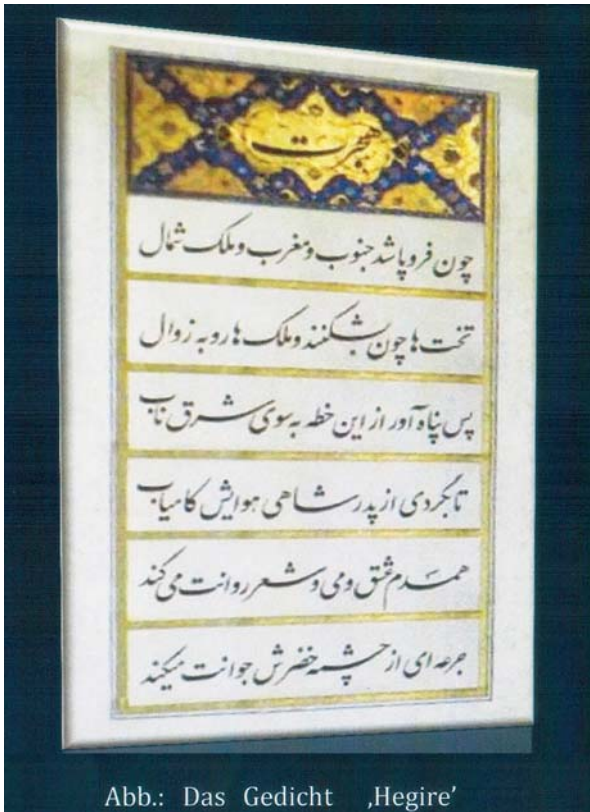 هجرت
چون فرو پاشد جنوب و مغرب و ملک شمال
تخت ها چون بشکنند و ملک ها رو به زوال
پس پناه آور از این خطه به سوی شرق ناب
تا بگردی از پدر شاهی هوایش کامیاب
همدم عشق و می و شعر روانت می کند
جرعه ای از چشمه خضرش جوانت میکند
Abb.: Das Gedicht ‚Hegire’